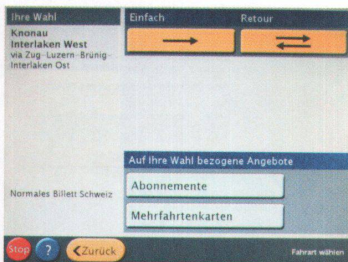 Ihre Wahl
Knonau
Interlaken West
via Zug-Luzern-Brünig-
Interlaken Ost
Normales Billett Schweiz
Einfach
Retour
Auf Ihre Wahl bezogene Angebote
Abonnemente
Mehrfahrtenkarten
Stop
?
Zurück
Fahrart wählen